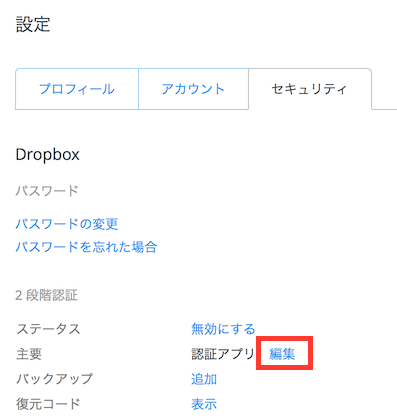 設定
プロフィール アカウント セキュリティ
Dropbox
パスワード
パスワードの変更
パスワードを忘れた場合
2 段階認証
ステータス 無効にする
主要 認証アプリ 編集
バックアップ 追加
復元コード 表示